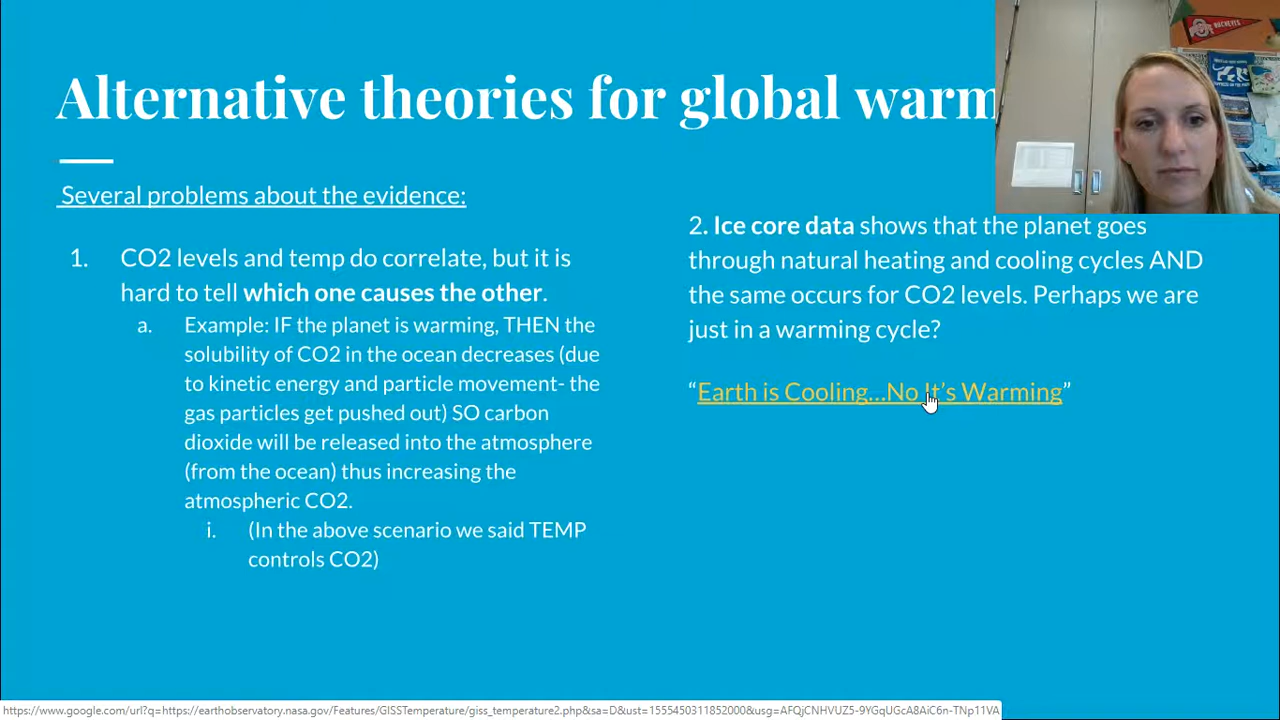 Alternative theories for global warm
Several problems about the evidence:
1. CO2 levels and temp do correlate, but it is
hard to tell which one causes the other.
a. Example: IF the planet is warming, THEN the
solubility of CO2 in the ocean decreases (due
to kinetic energy and particle movement- the
gas particles get pushed out) SO carbon
dioxide will be released into the atmosphere
(from the ocean) thus increasing the
atmospheric CO2.
i. (In the above scenario we said TEMP
controls CO2)
2. Ice core data shows that the planet goes
through natural heating and cooling cycles AND
the same occurs for CO2 levels. Perhaps we are
just in a warming cycle?
“Earth is Cooling...No It’s Warming”
BUCKEYES
https://www.google.com/url?q=https://earthobservatory.nasa.gov/Features/GISSTemperature/giss_temperature2.php&sa=D&ust=1555450311852000&usg=AFQjCNHVUZ5-9YGqUGcA8AiC6n-TNp11VA